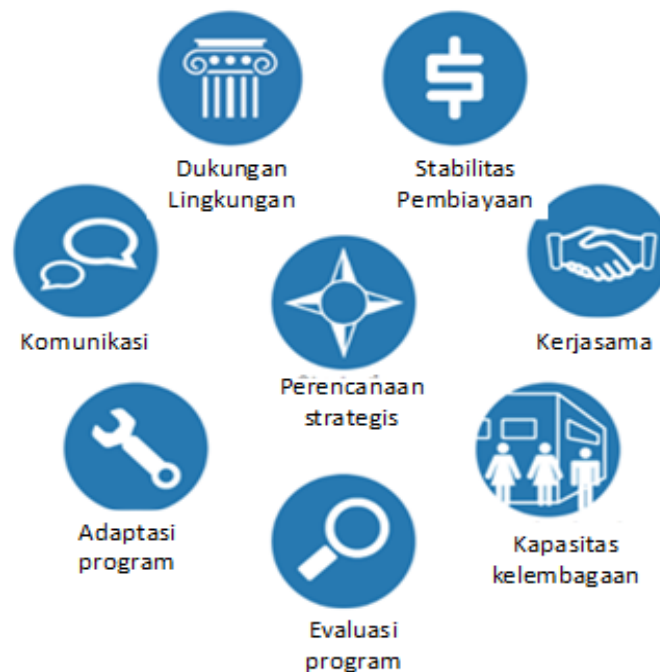 Dukungan
Lingkungan
Stabilitas
Pembiayaan
Komunikasi
Kerjasama
Perencanaan
strategis
Adaptasi
program
Kapasitas
kelembagaan
Evaluasi
program